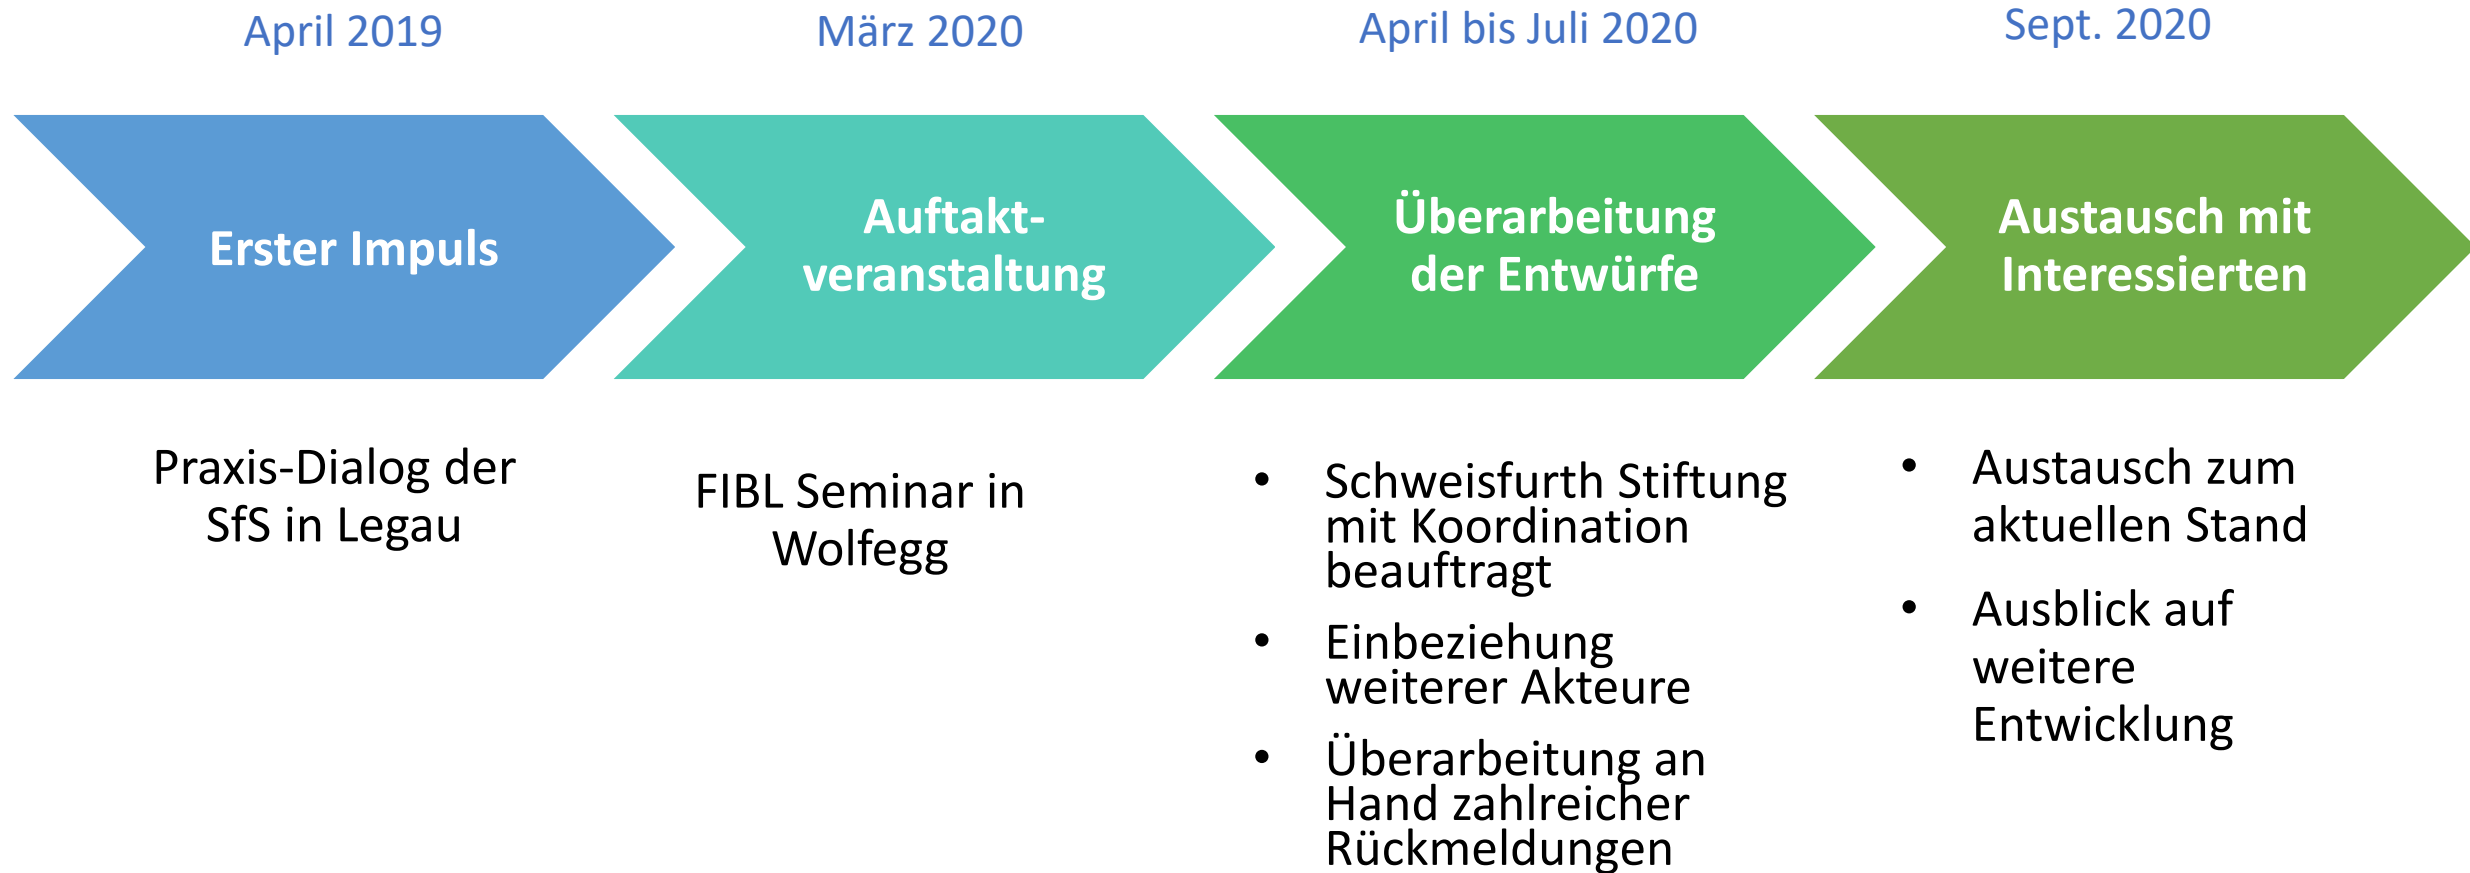 April 2019
März 2020
April bis Juli 2020
Sept. 2020
Erster Impuls
Auftakt-
veranstaltung
Überarbeitung
der Entwürfe
Austausch mit
Interessierten
Praxis-Dialog der
SfS in Legau
FIBL Seminar in
Wolfegg
• Schweisfurth Stiftung
mit Koordination
beauftragt
• Einbeziehung
weiterer Akteure
• Überarbeitung an
Hand zahlreicher
Rückmeldungen
• Austausch zum
aktuellen Stand
• Ausblick auf
weitere
Entwicklung